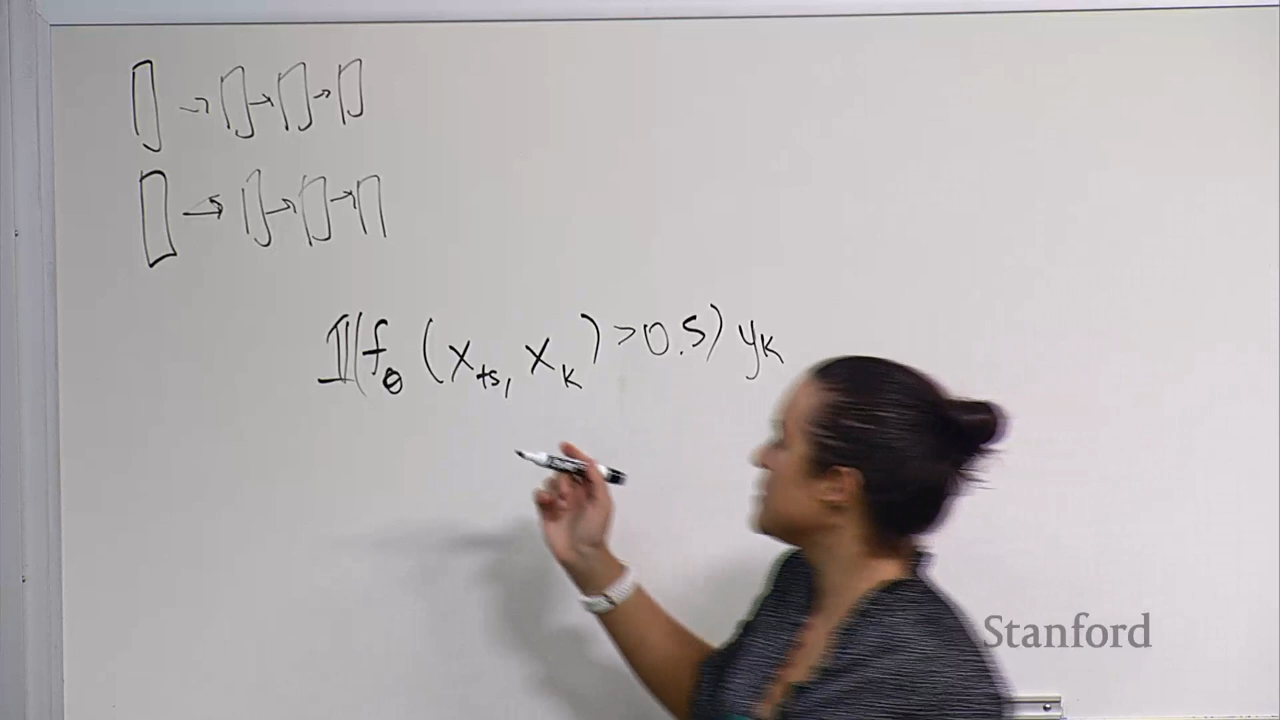 𝟙(f_θ (x_ts, x_k) > 0.5) y_k
Stanford